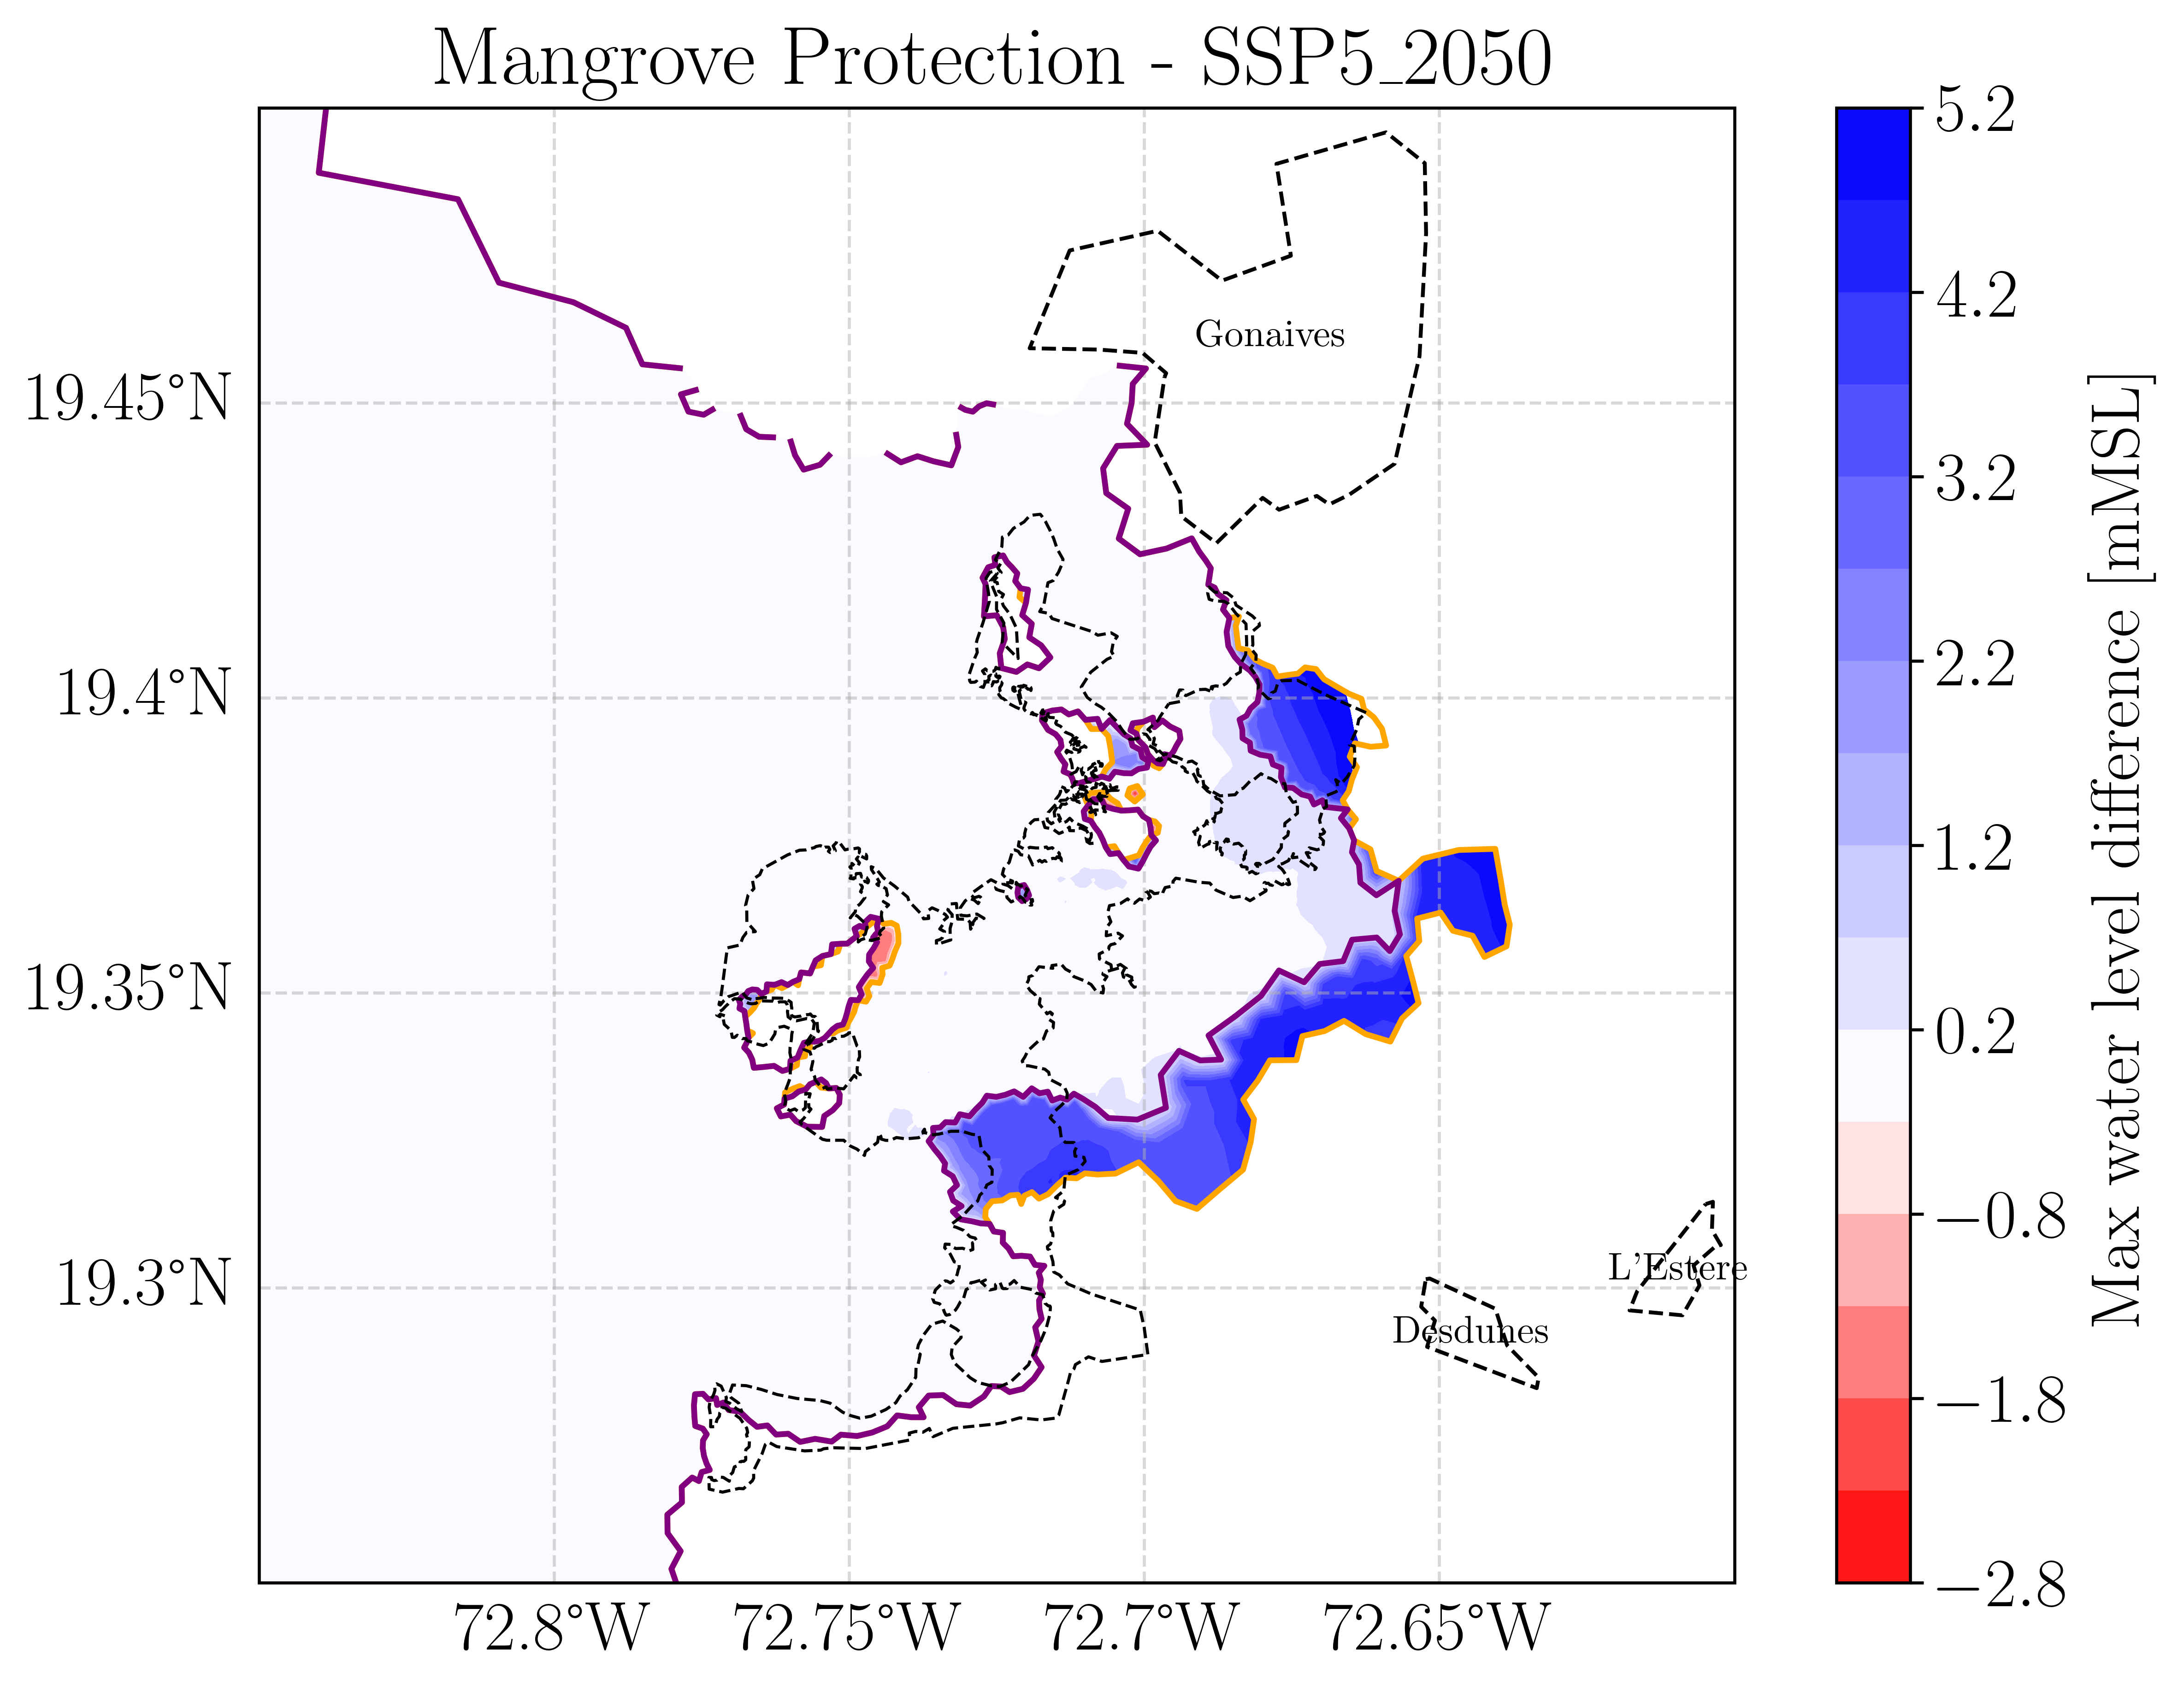 Mangrove Protection - SSP5_2050
5.2
4.2
3.2
2.2
1.2
0.2
−0.8
−1.8
−2.8
Max water level difference [mMSL]
19.45°N
19.4°N
19.35°N
19.3°N
Gonaives
L'Estere
Desdunes
72.8°W
72.75°W
72.7°W
72.65°W